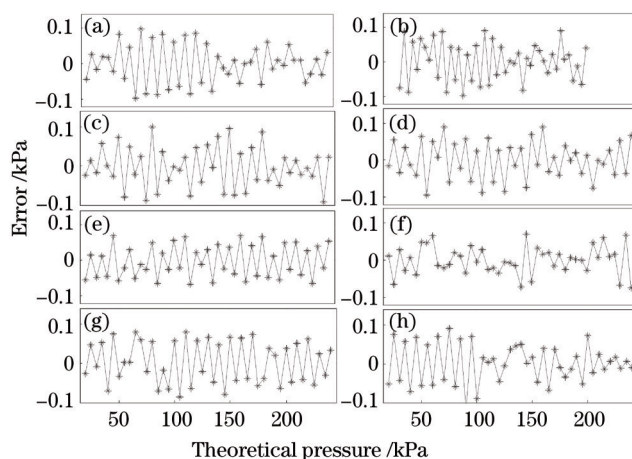 (a) (b)
0.1 0.1
0 0
−0.1 −0.1
(c) (d)
0.1 0.1
0 0
−0.1 −0.1
(e) (f)
0.1 0.1
0 0
−0.1 −0.1
(g) (h)
0.1 0.1
0 0
0.1 −0.1
50 100 150 200 50 100 150 200
Error /kPa
Theoretical pressure /kPa